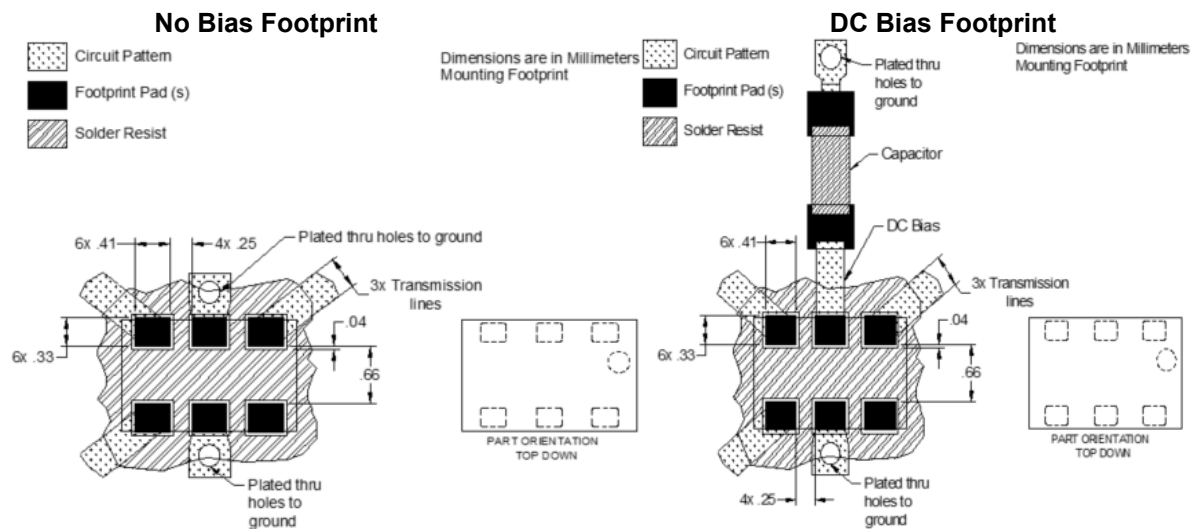 No Bias Footprint
Circuit Pattern
Footprint Pad (s)
Solder Resist
Dimensions are in Millimeters
Mounting Footprint
6x .41
4x .25
Plated thru holes to ground
3x Transmission
lines
.04
6x .33
.66
Plated thru
holes to
ground
PART ORIENTATION
TOP DOWN
DC Bias Footprint
Circuit Pattern
Footprint Pad(s)
Solder Resist
Dimensions are in Millimeters
Mounting Footprint
Plated thru
holes to
ground
Capacitor
6x .41
DC Bias
3x Transmission
lines
.04
6x .33
.66
4x .25
Plated thru
holes to
ground
PART ORIENTATION
TOP DOWN